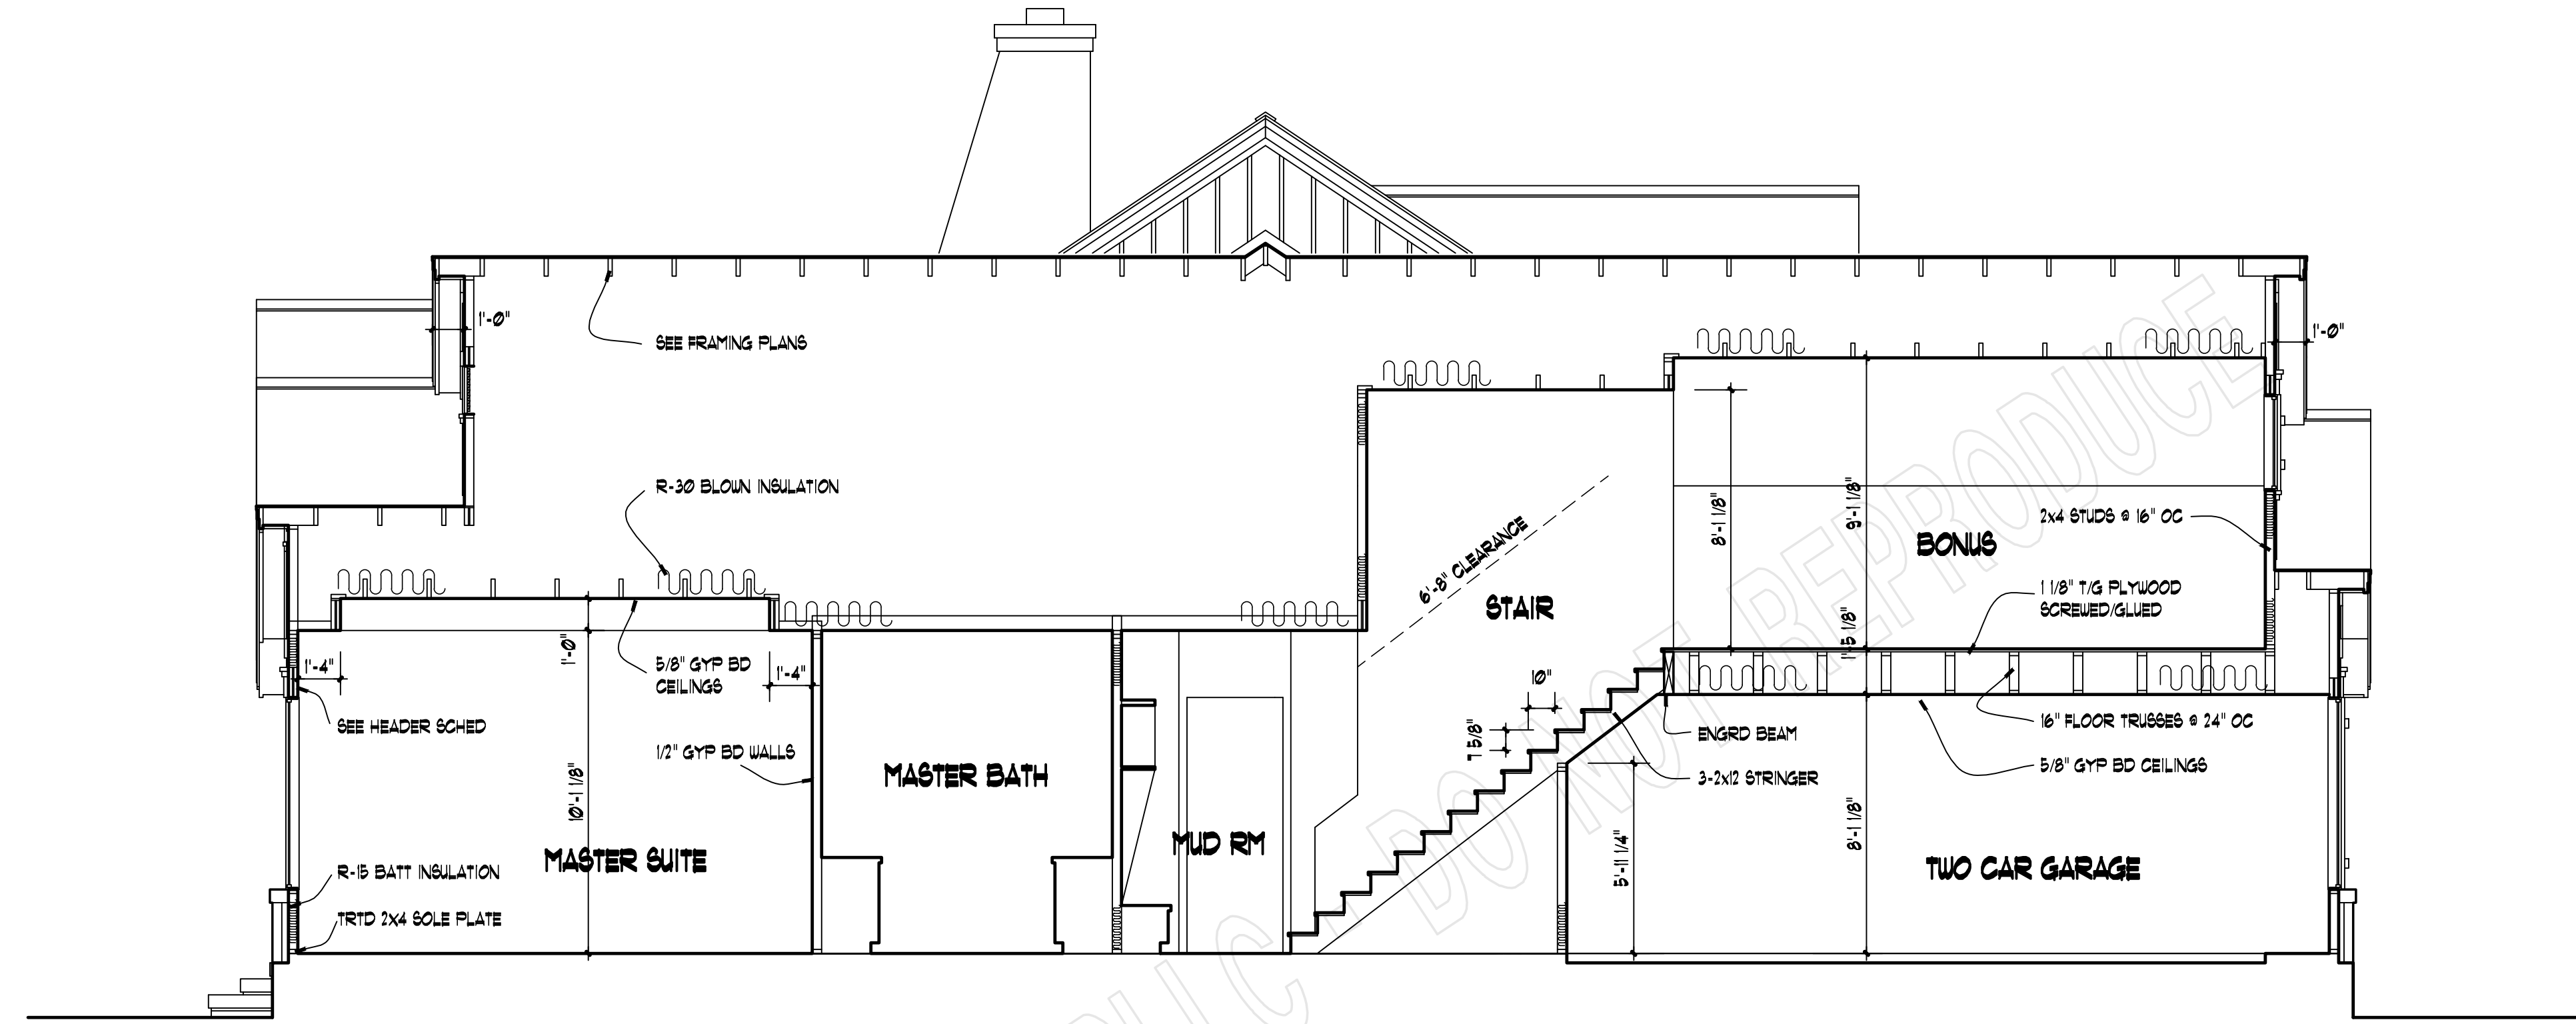 1'-0"
1'-0"
SEE FRAMING PLANS
R-30 BLOWN INSULATION
8'-1 1/8"
9'-1 1/8"
2x4 STUDS @ 16" OC
BONUS
6'-8" CLEARANCE
STAIR
1 1/8" T/G PLYWOOD
SCREWED/GLUED
1'-5 1/8"
1'-0"
1'-4"
5/8" GYP BD
CEILINGS
1'-4"
10"
SEE HEADER SCHED
16" FLOOR TRUSSES @ 24" OC
ENGRD BEAM
7 5/8"
1/2" GYP BD WALLS
5/8" GYP BD CEILINGS
3-2x12 STRINGER
MASTER BATH
10'-1 1/8"
8'-1 1/8"
MUD RM
5'-11 1/4"
MASTER SUITE
TWO CAR GARAGE
R-15 BATT INSULATION
TRTD 2X4 SOLE PLATE
LLC - DO NOT REPRODUCE